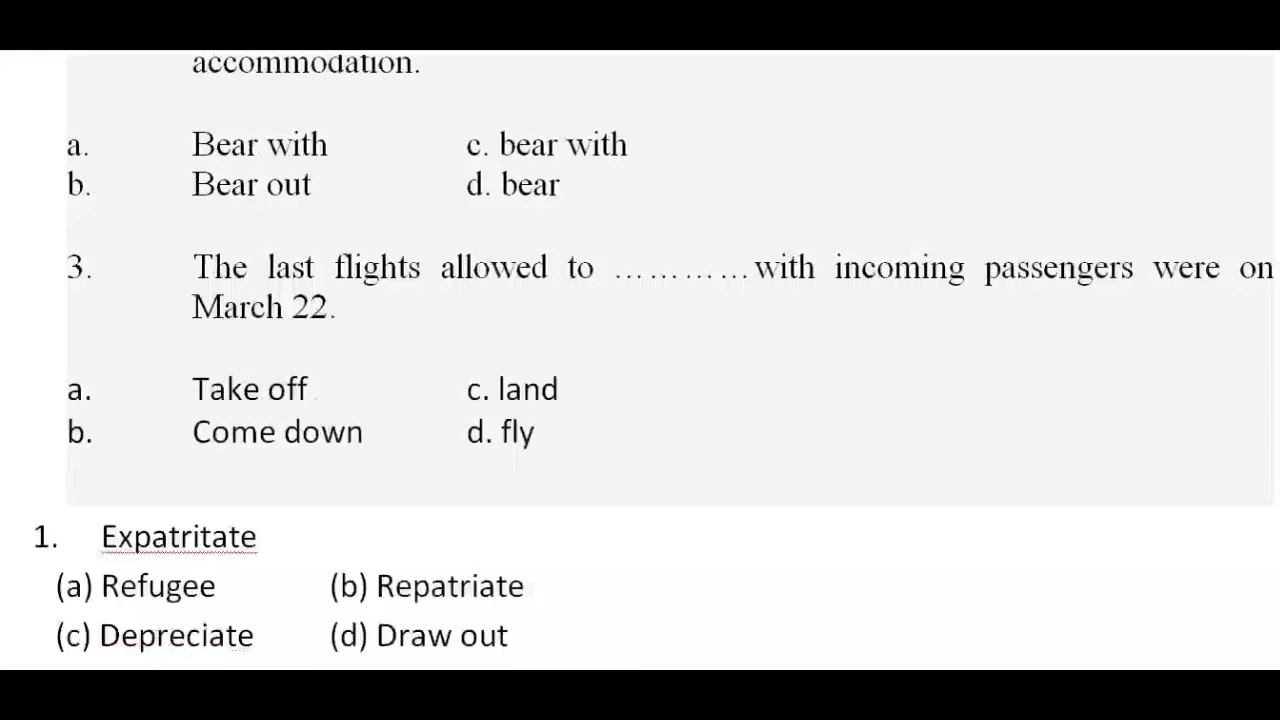 accommodation.
a. Bear with c. bear with
b. Bear out d. bear
3. The last flights allowed to ………… with incoming passengers were on
March 22.
a. Take off c. land
b. Come down d. fly
1. Expatritate
(a) Refugee (b) Repatriate
(c) Depreciate (d) Draw out